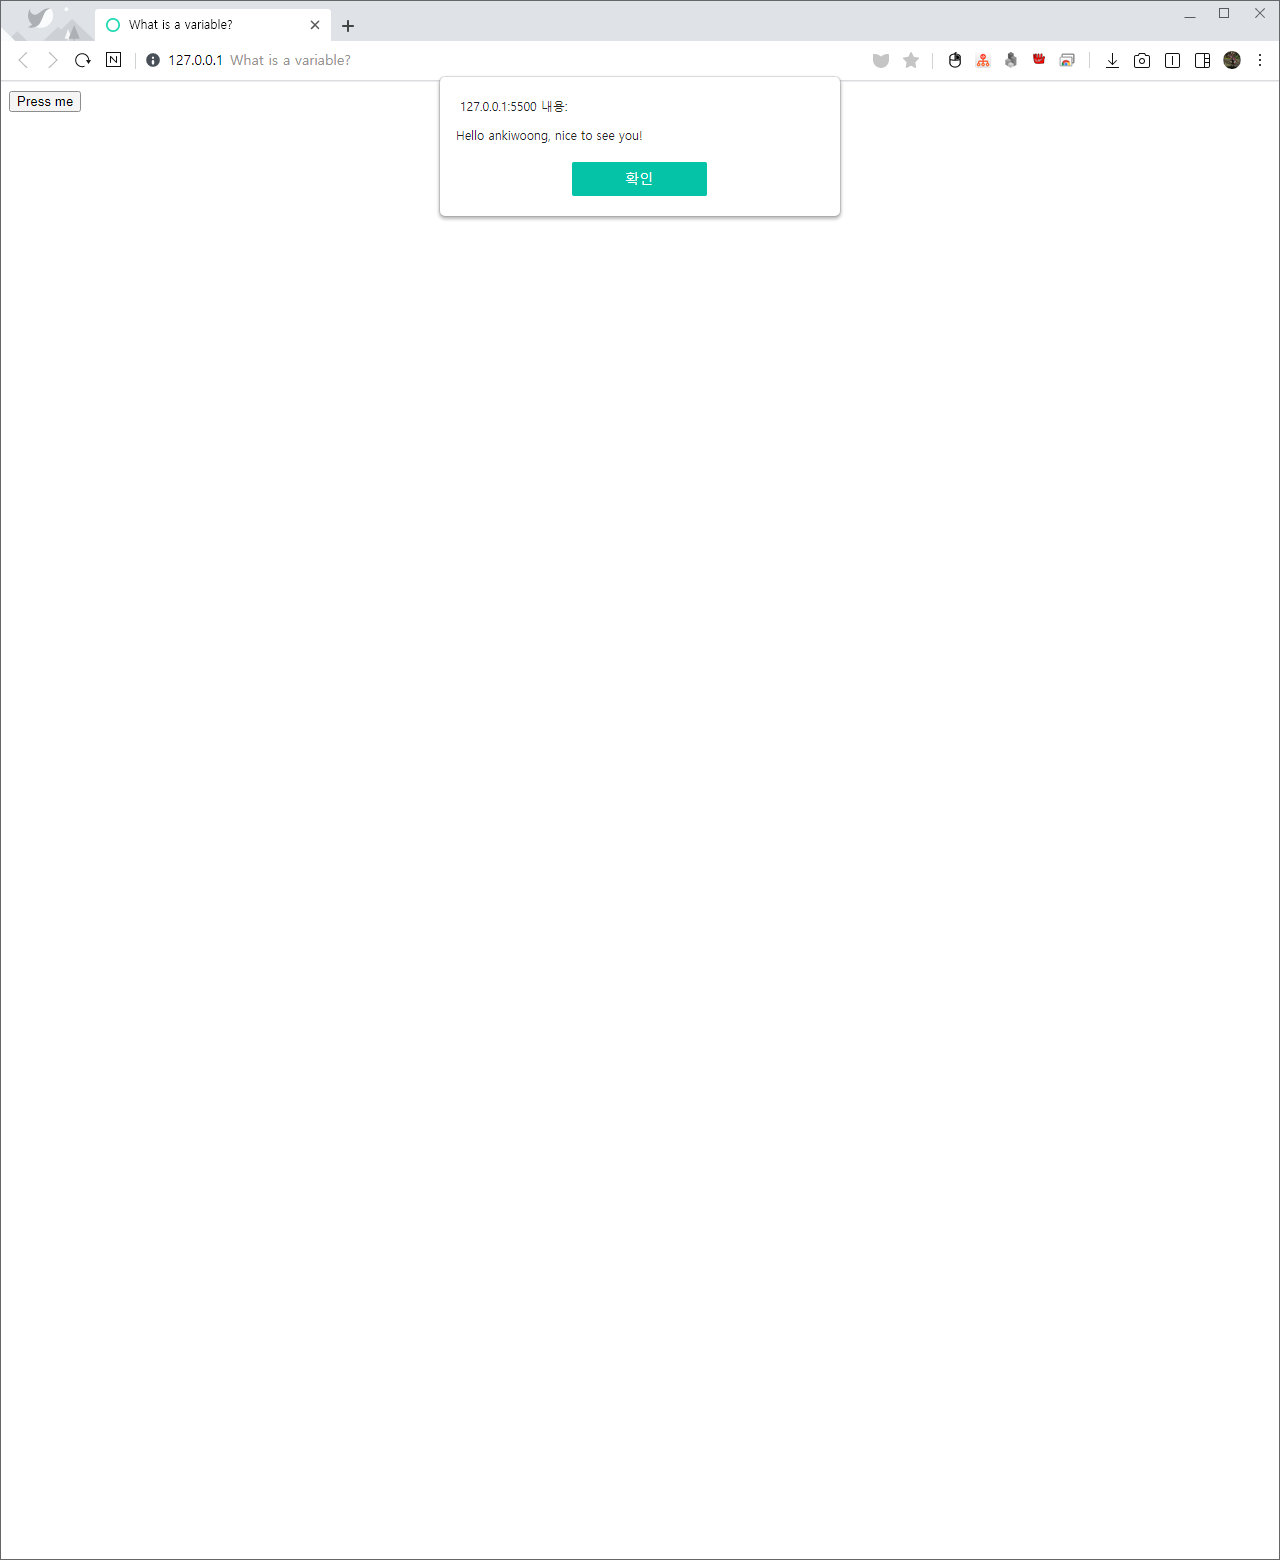 What is a variable?
N
127.0.0.1 What is a variable?
Press me
127.0.0.1:5500 내용:
Hello ankiwoong, nice to see you!
확인